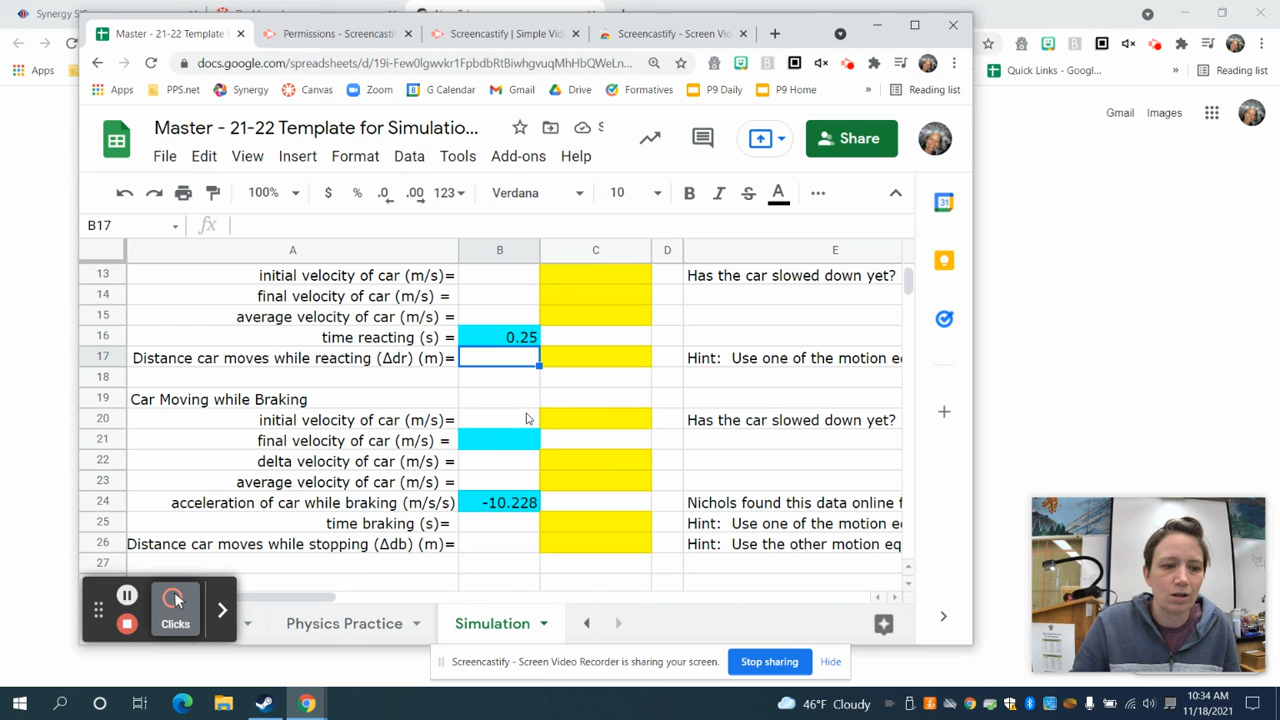 Synergy S
Master - 21-22 Template
Permissions - Screencastif
Screencastify | Simple Vid
Screencastify - Screen Vid
docs.google.com/spreadsheets/d/19i-Few0lgwkr1FpbdbRtBiwhgvuqMhHbQWeLn...
Apps
Apps
PPS.net
Synergy
Canvas
Zoom
G Calendar
Gmail
Drive
Formatives
P9 Daily
P9 Home
»
Reading list
Quick Links - Googl...
»
Reading list
Gmail
Images
Master - 21-22 Template for Simulatio...
S
File
Edit
View
Insert
Format
Data
Tools
Add-ons
Help
Share
100%
$
%
.0
.00
123
Verdana
10
B
I
S
A
B17
fx
A
B
C
D
E
13 initial velocity of car (m/s)= Has the car slowed down yet?
14 final velocity of car (m/s) =
15 average velocity of car (m/s) =
16 time reacting (s) = 0.25
17 Distance car moves while reacting (Δdr) (m)= Hint: Use one of the motion e
18
19 Car Moving while Braking
20 initial velocity of car (m/s)= Has the car slowed down yet?
21 final velocity of car (m/s) =
22 delta velocity of car (m/s) =
23 average velocity of car (m/s) =
24 acceleration of car while braking (m/s/s) -10.228 Nichols found this data online f
25 time braking (s)= Hint: Use one of the motion e
26 Distance car moves while stopping (Δdb) (m)= Hint: Use the other motion eq
27
Clicks
Physics Practice
Simulation
Screencastify - Screen Video Recorder is sharing your screen.
Stop sharing
Hide
46°F Cloudy
10:34 AM
11/18/2021